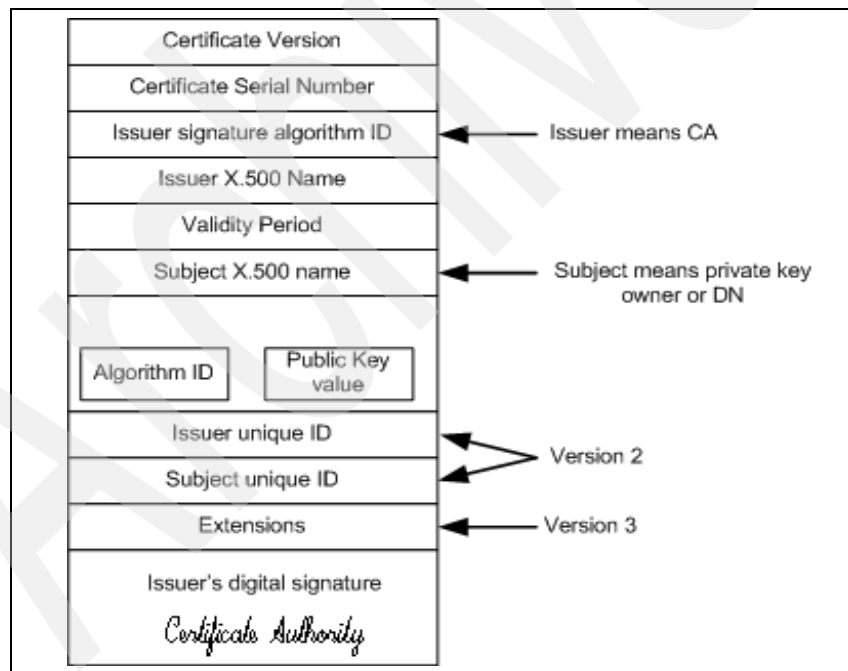 Certificate Version
Certificate Serial Number
Issuer signature algorithm ID
Issuer means CA
Issuer X.500 Name
Validity Period
Subject X.500 name
Subject means private key
owner or DN
Algorithm ID
Public Key
value
Issuer unique ID
Version 2
Subject unique ID
Extensions
Version 3
Issuer's digital signature
Certificate Authority
Archive